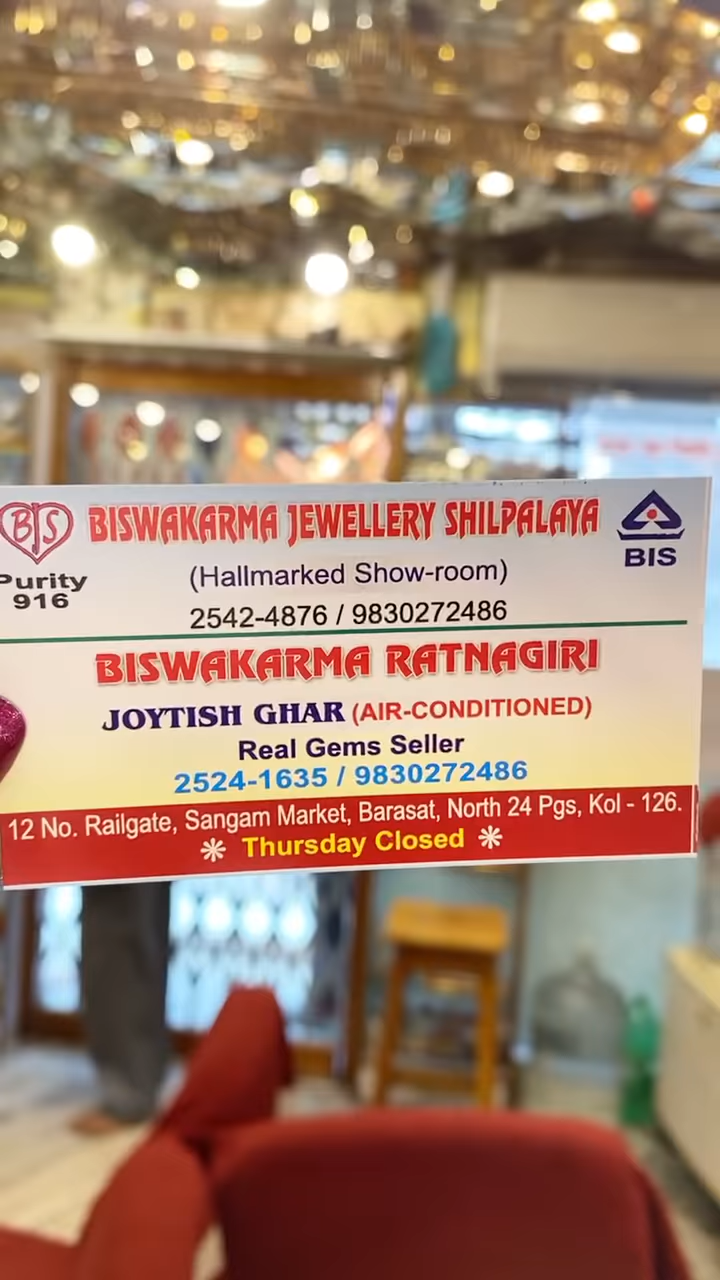 BJS
BISWAKARMA JEWELLERY SHILPALAYA
BIS
Purity
916
(Hallmarked Show-room)
2542-4876 / 9830272486
BISWAKARMA RATNAGIRI
JOYTISH GHAR (AIR-CONDITIONED)
Real Gems Seller
2524-1635 / 9830272486
12 No. Railgate, Sangam Market, Barasat, North 24 Pgs, Kol - 126.
Thursday Closed